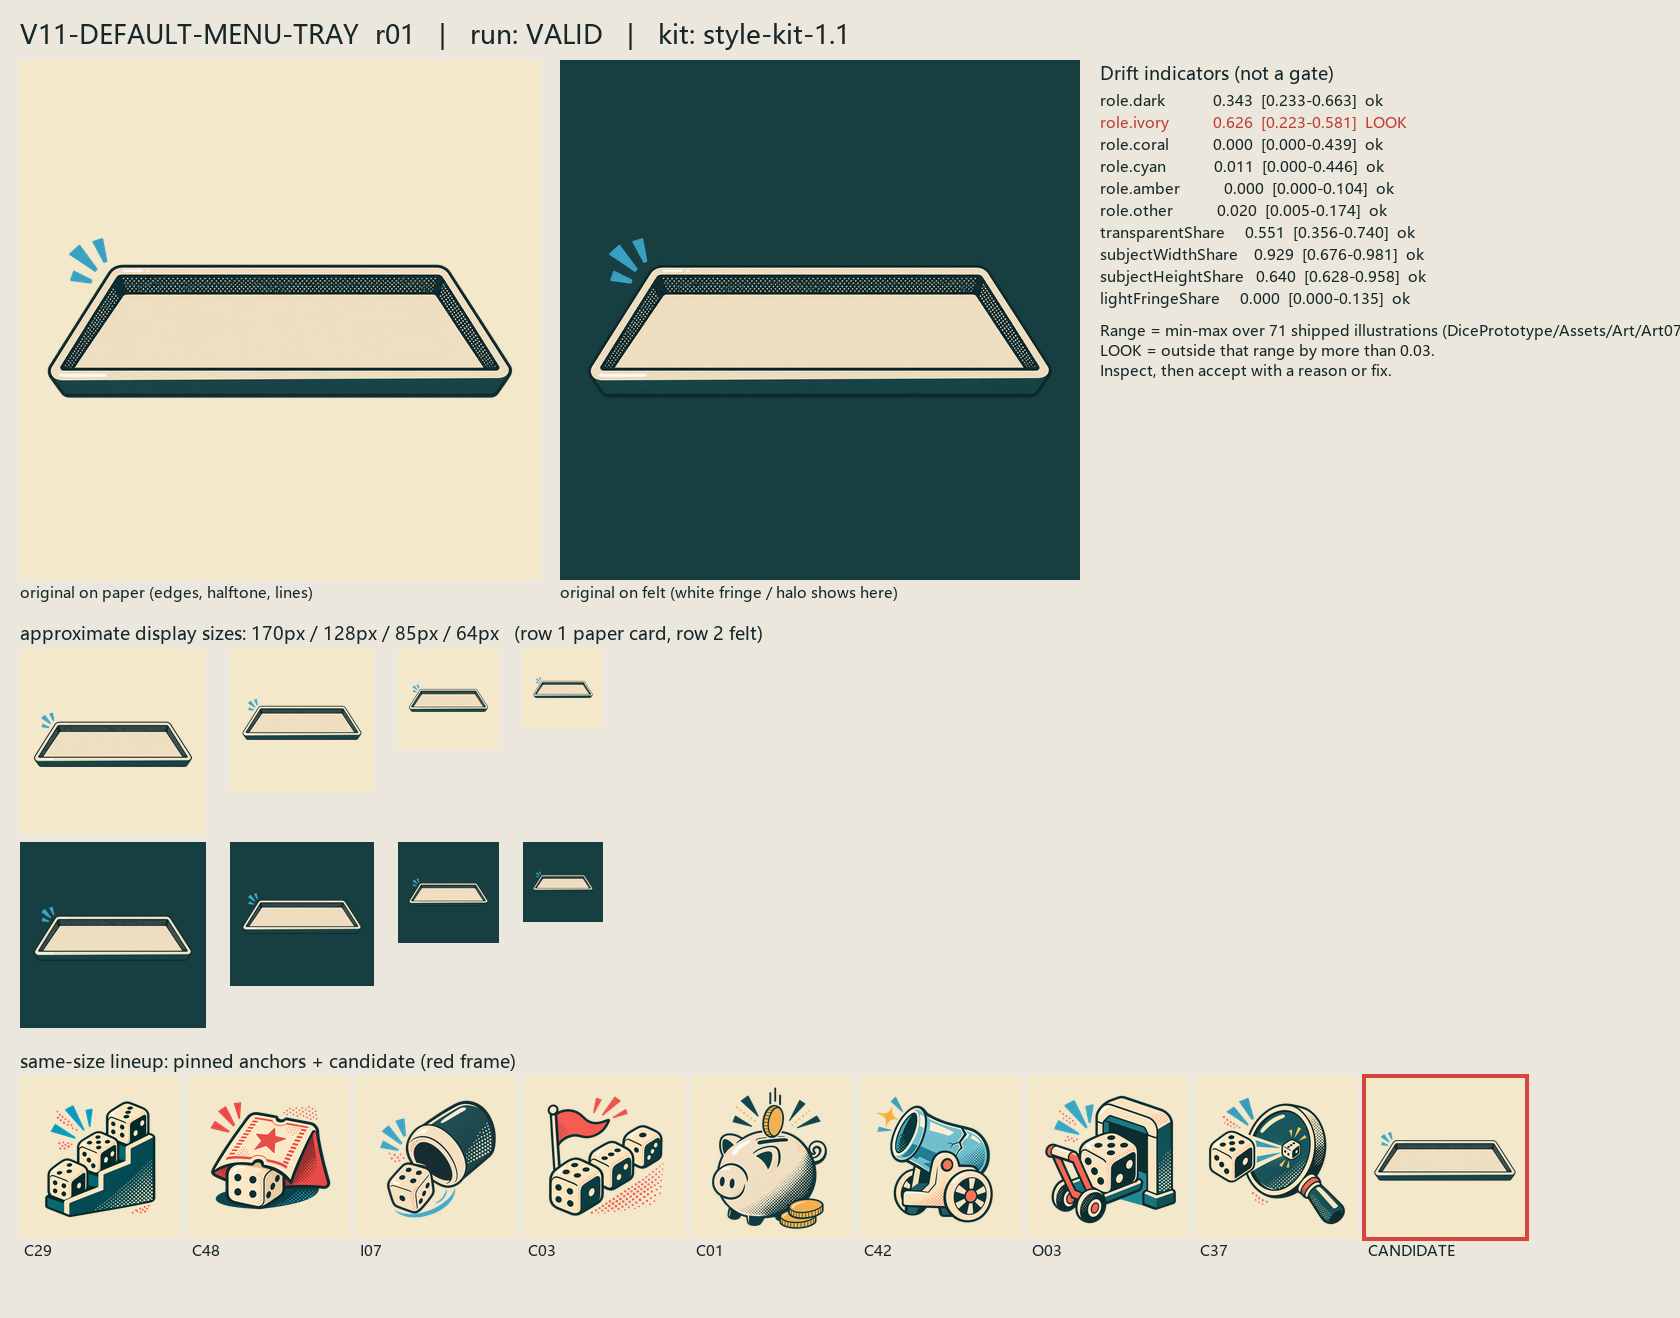 V11-DEFAULT-MENU-TRAY r01 | run: VALID | kit: style-kit-1.1
Drift indicators (not a gate)
role.dark 0.343 [0.233-0.663] ok
role.ivory 0.626 [0.223-0.581] LOOK
role.coral 0.000 [0.000-0.439] ok
role.cyan 0.011 [0.000-0.446] ok
role.amber 0.000 [0.000-0.104] ok
role.other 0.020 [0.005-0.174] ok
transparentShare 0.551 [0.356-0.740] ok
subjectWidthShare 0.929 [0.676-0.981] ok
subjectHeightShare 0.640 [0.628-0.958] ok
lightFringeShare 0.000 [0.000-0.135] ok
Range = min-max over 71 shipped illustrations (DicePrototype/Assets/Art/Art07
LOOK = outside that range by more than 0.03.
Inspect, then accept with a reason or fix.
original on paper (edges, halftone, lines)
original on felt (white fringe / halo shows here)
approximate display sizes: 170px / 128px / 85px / 64px (row 1 paper card, row 2 felt)
same-size lineup: pinned anchors + candidate (red frame)
C29
C48
I07
C03
C01
C42
O03
C37
CANDIDATE